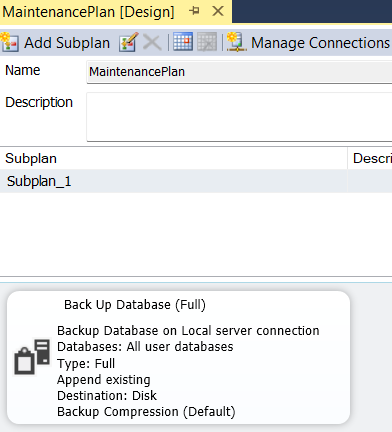 MaintenancePlan [Design]
Add Subplan Manage Connections
Name MaintenancePlan
Description
Subplan Descri
Subplan_1
Back Up Database (Full)
Backup Database on Local server connection
Databases: All user databases
Type: Full
Append existing
Destination: Disk
Backup Compression (Default)